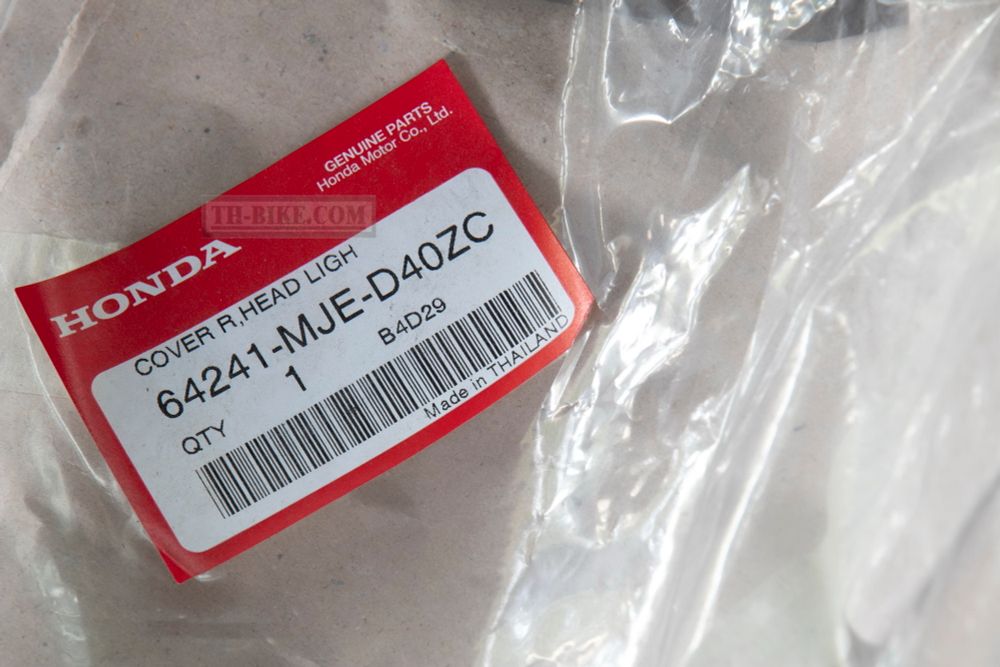 GENUINE PARTS
Honda Motor Co., Ltd.
TH-BIKE.COM
HONDA
COVER R,HEAD LIGH
64241-MJE-D40ZC
QTY 1 B4D29
Made in THAILAND